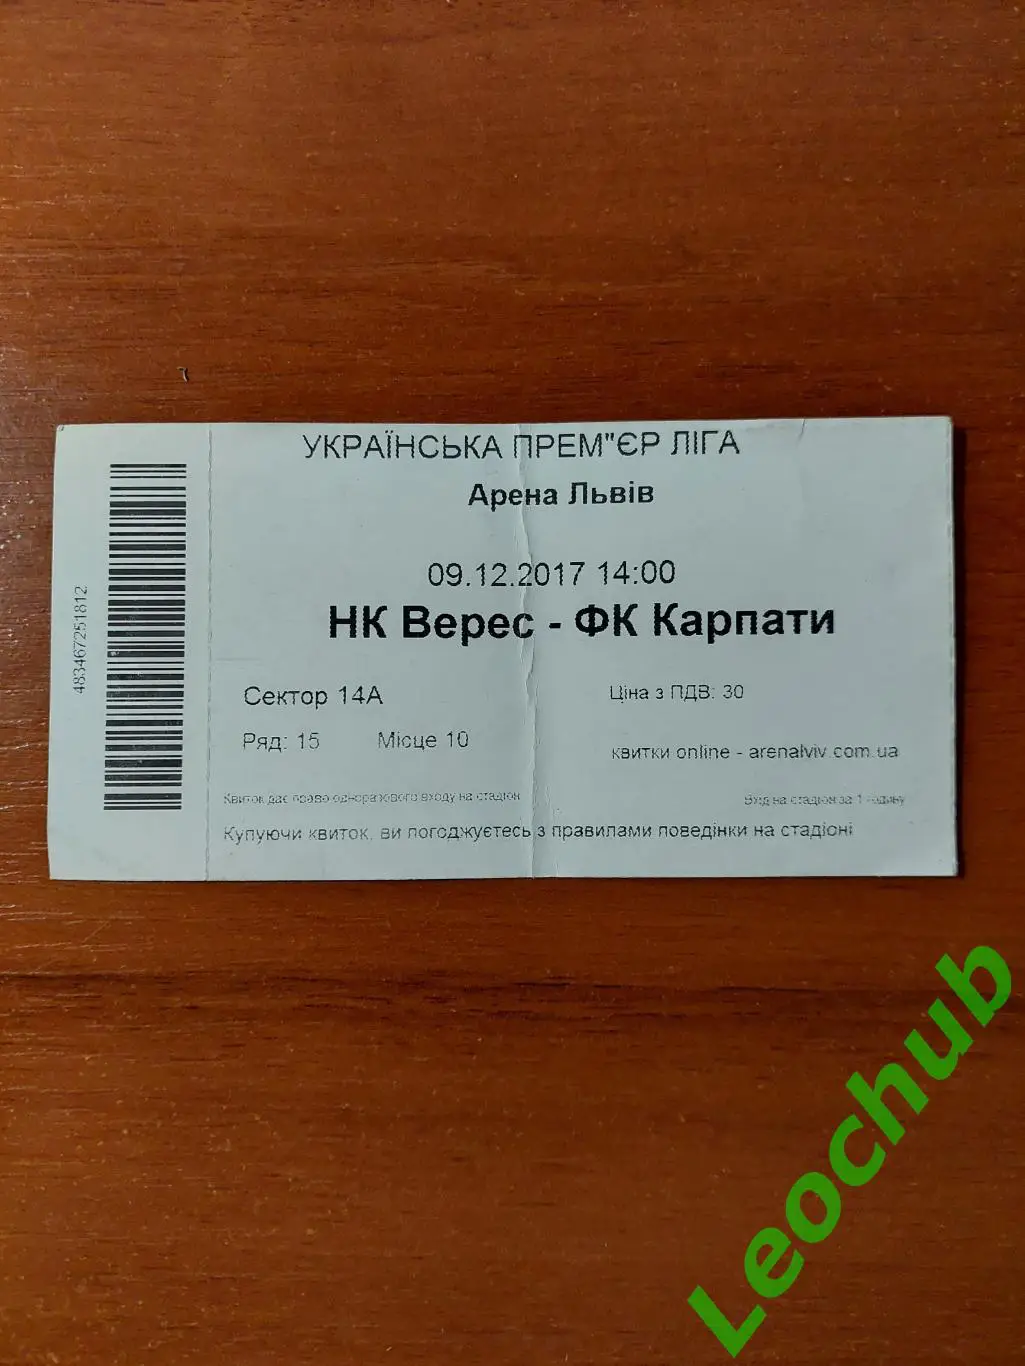 УКРАЇНСЬКА ПРЕМ"ЄР ЛІГА
Арена Львів
09.12.2017 14:00
НК Верес - ФК Карпати
Сектор 14А
Ціна з ПДВ: 30
Ряд: 15 Місце 10
квитки online - arenalviv.com.ua
Квиток дає право одноразового входу на стадіон
Вхід на стадіон за 1 годину
Купуючи квиток, ви погоджуєтесь з правилами поведінки на стадіоні
483467251812
Leochub